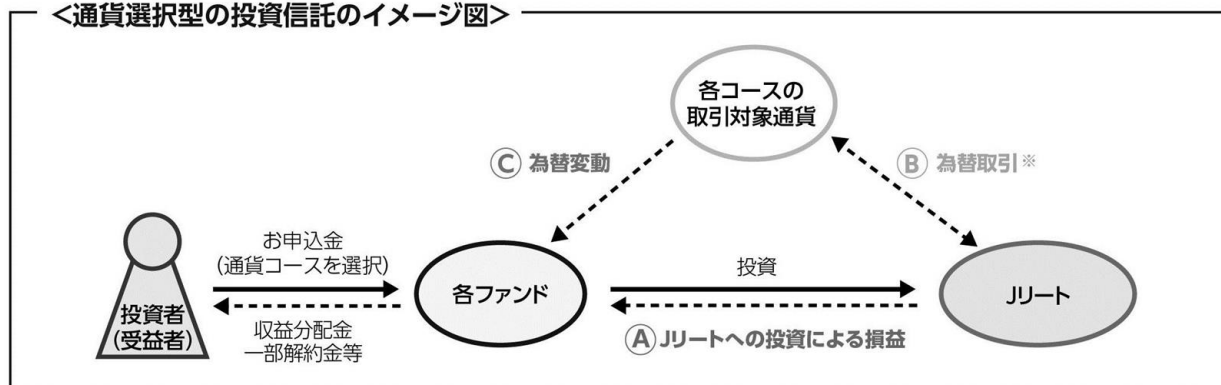 <通貨選択型の投資信託のイメージ図>
各コースの
取引対象通貨
Ⓒ 為替変動
Ⓑ 為替取引※
お申込金
(通貨コースを選択)
投資者
(受益者)
収益分配金
一部解約金等
各ファンド
投資
Ⓐ Jリートへの投資による損益
Jリート